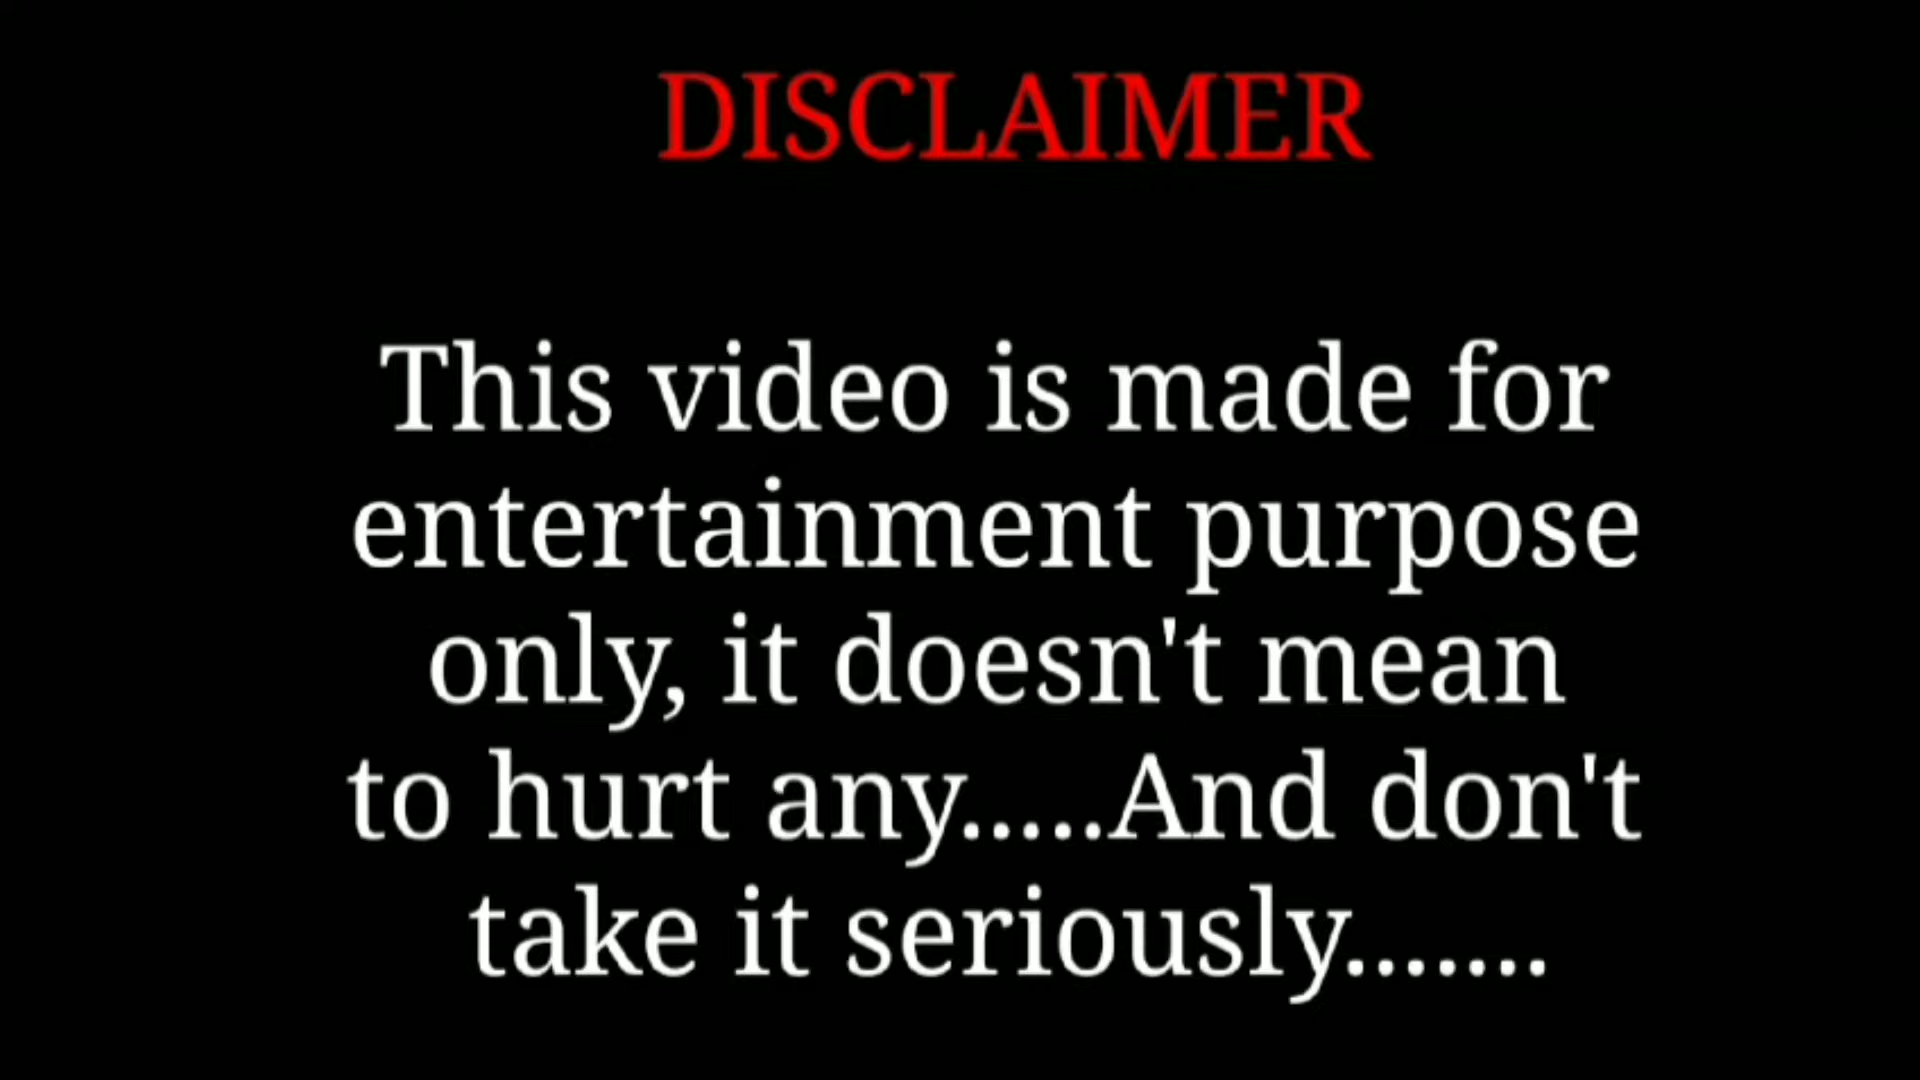 DISCLAIMER
This video is made for
entertainment purpose
only, it doesn't mean
to hurt any.....And don't
take it seriously.......